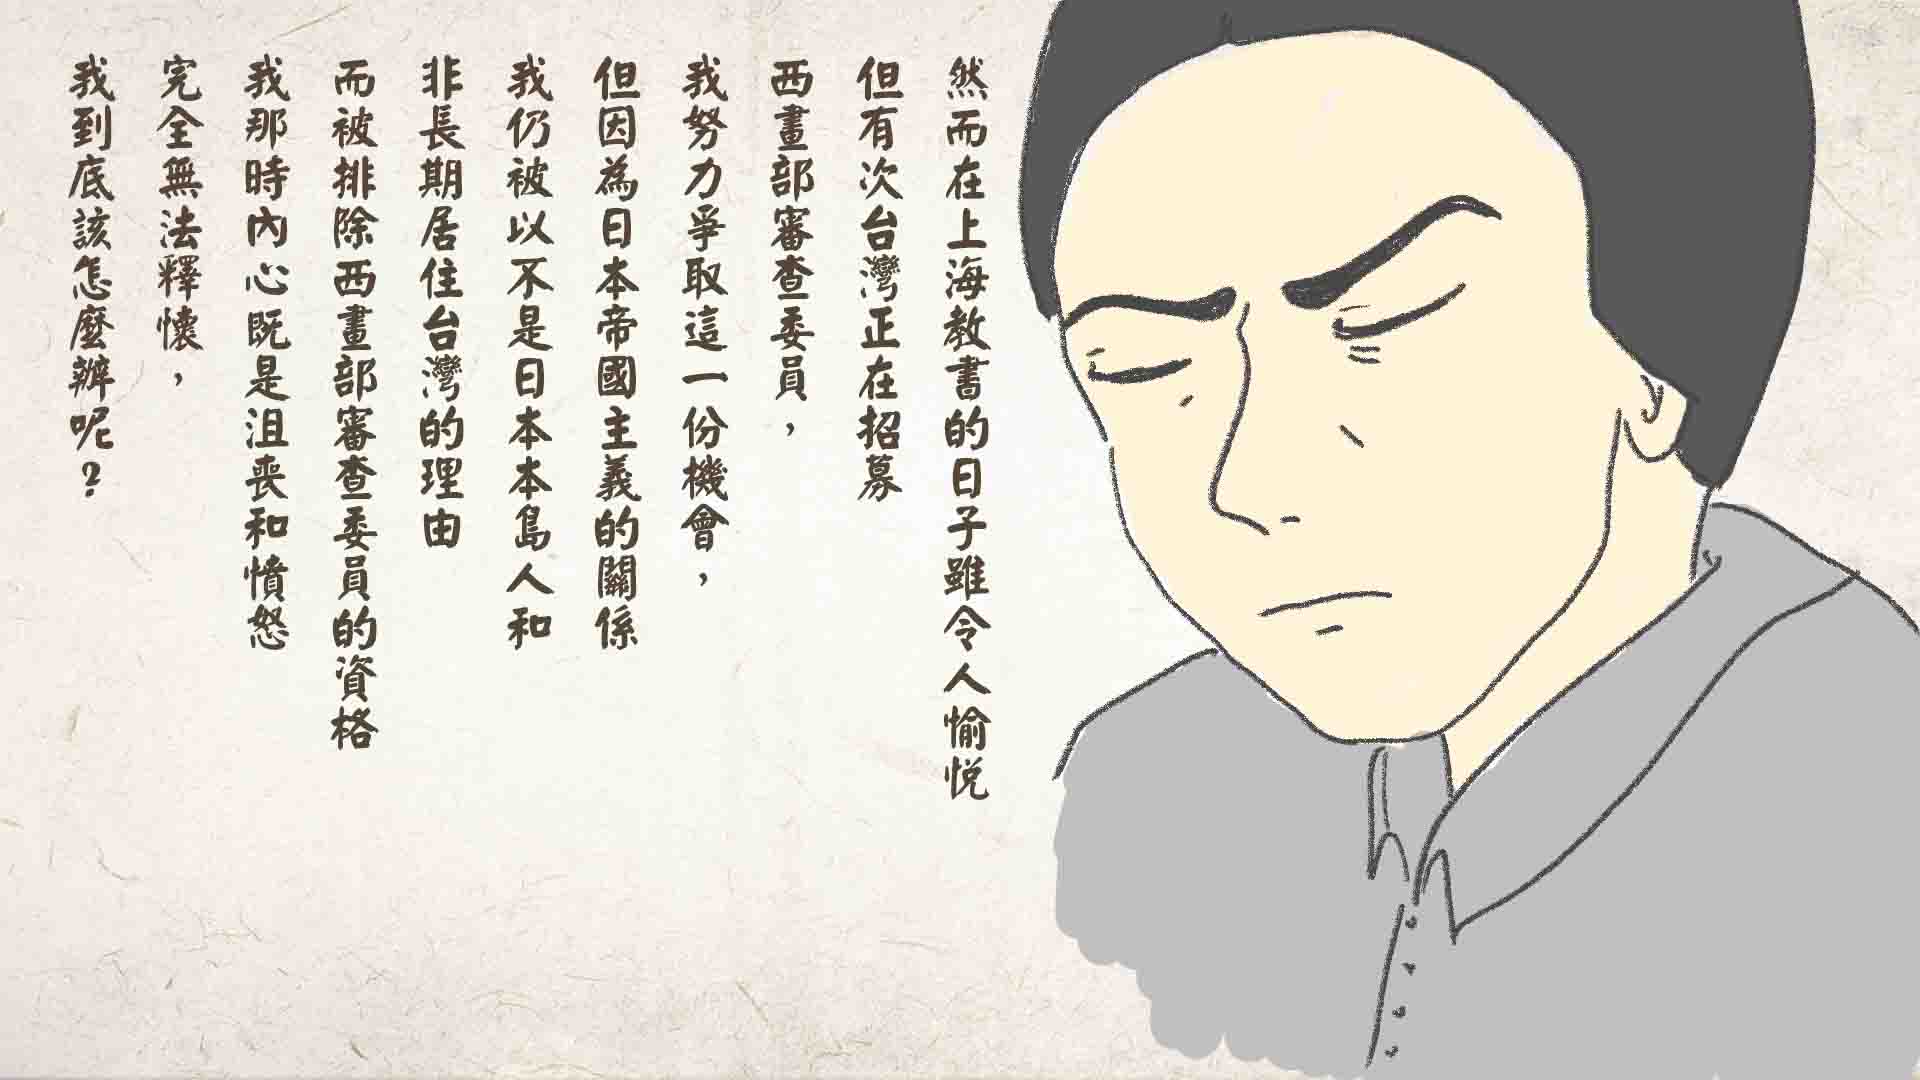 然而在上海教書的日子雖令人愉悅
但有次台灣正在招募
西畫部審查委員，
我努力爭取這一份機會，
但因為日本帝國主義的關係
我仍被以不是日本本島人和
非長期居住台灣的理由
而被排除西畫部審查委員的資格
我那時內心既是沮喪和憤怒
完全無法釋懷，
我到底該怎麼辦呢？